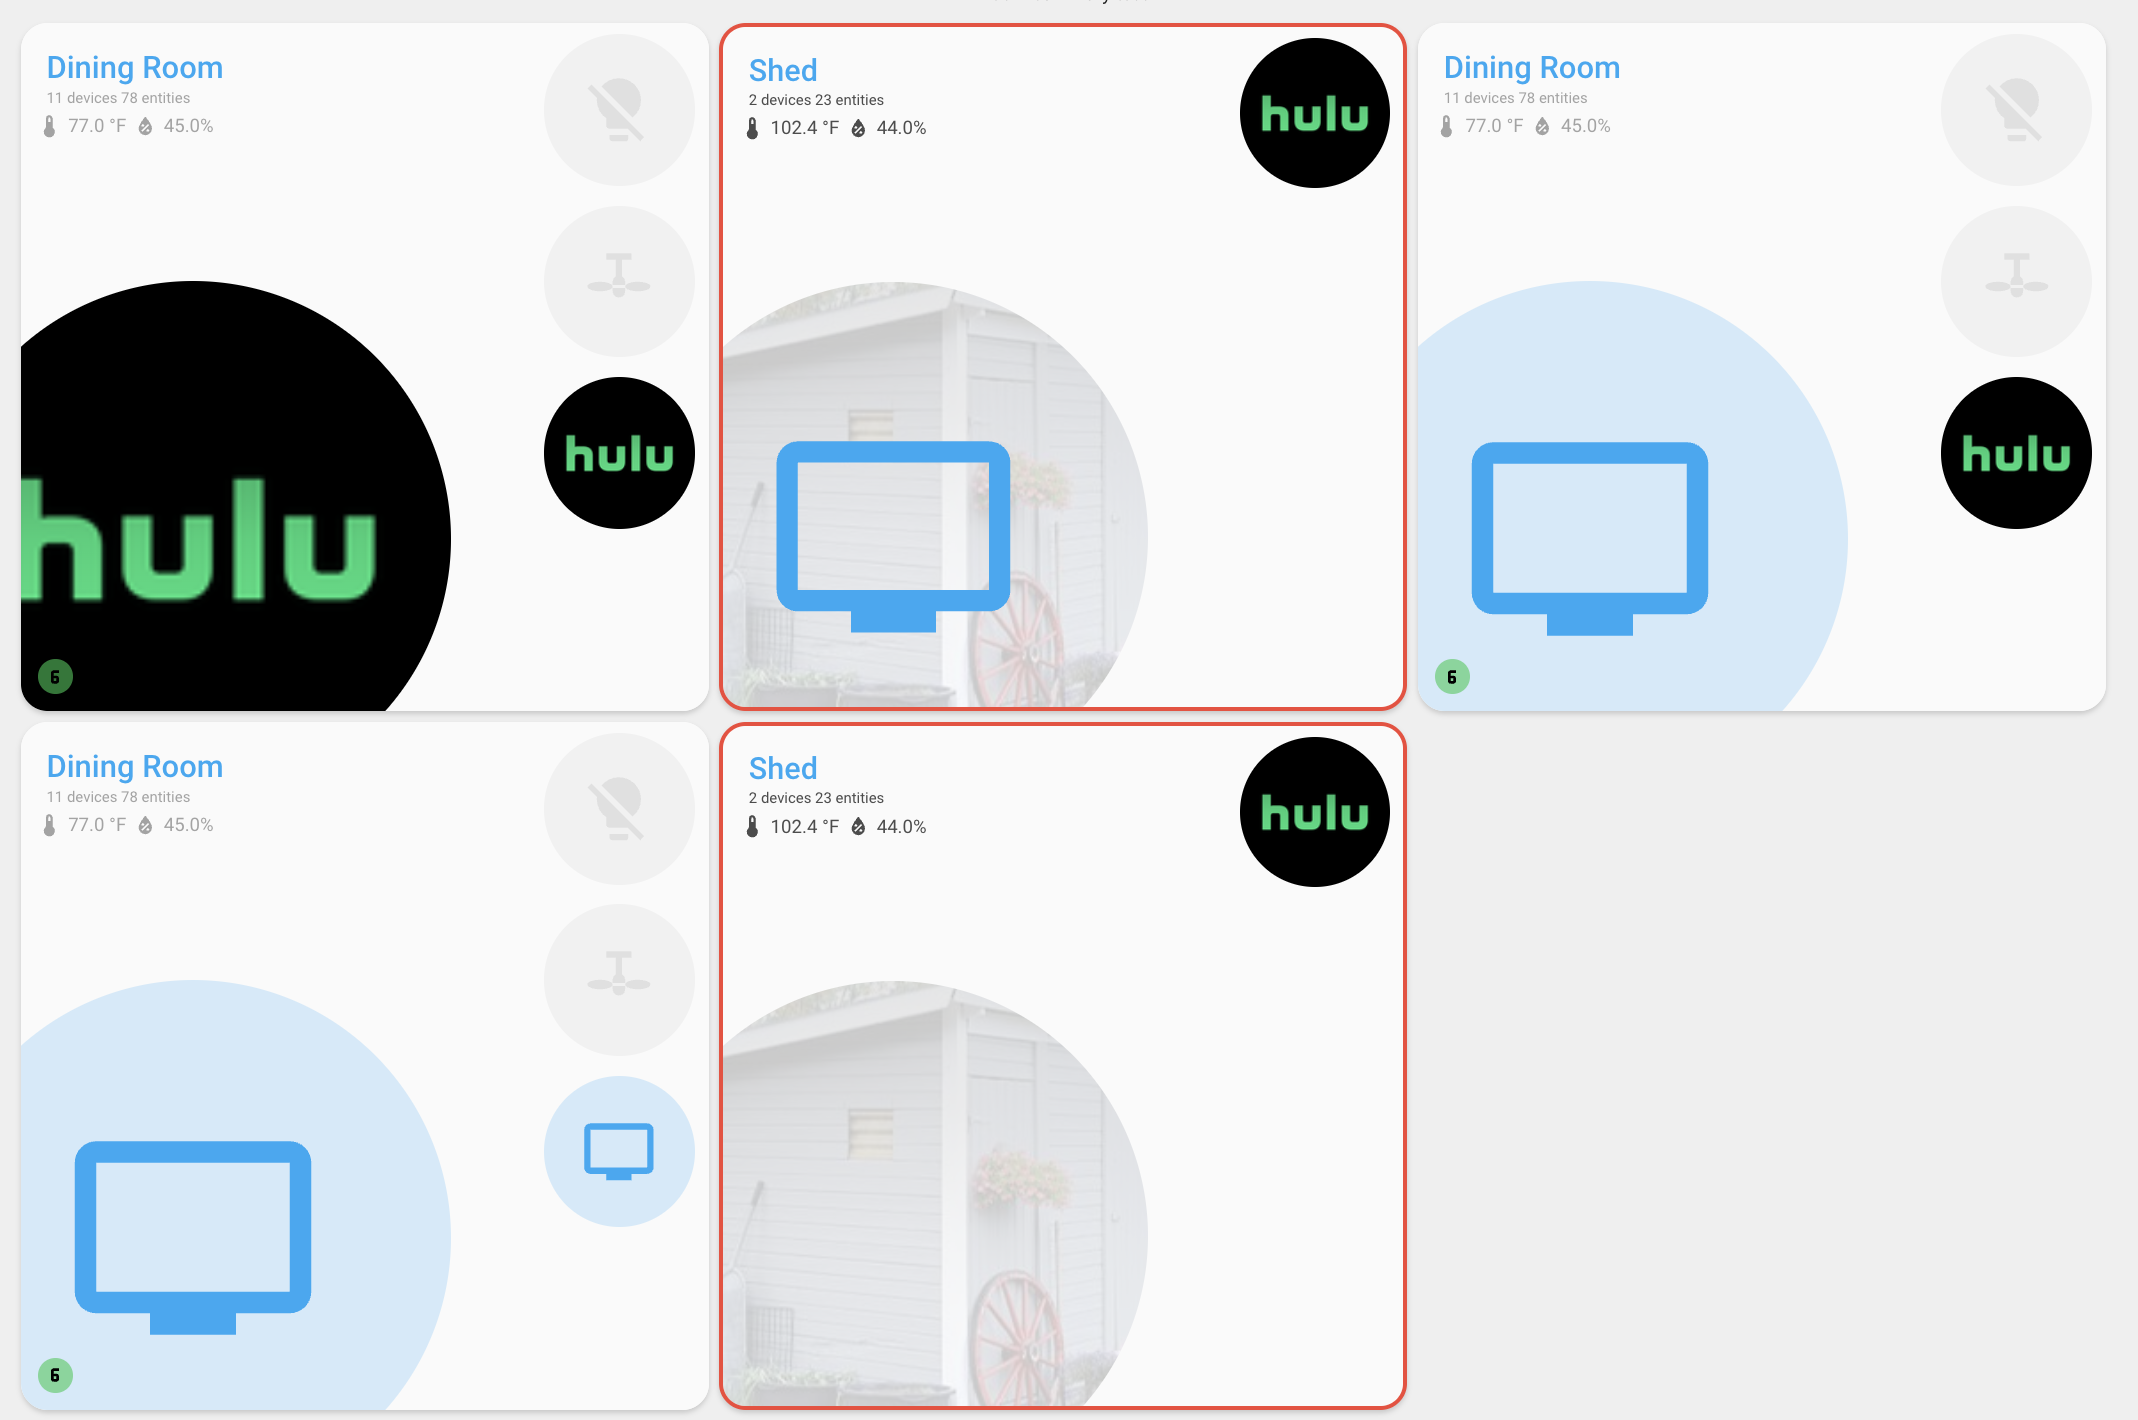 Dining Room
11 devices 78 entities
77.0 °F 45.0%
hulu
hulu
6
Shed
2 devices 23 entities
102.4 °F 44.0%
hulu
Dining Room
11 devices 78 entities
77.0 °F 45.0%
hulu
6
Dining Room
11 devices 78 entities
77.0 °F 45.0%
6
Shed
2 devices 23 entities
102.4 °F 44.0%
hulu